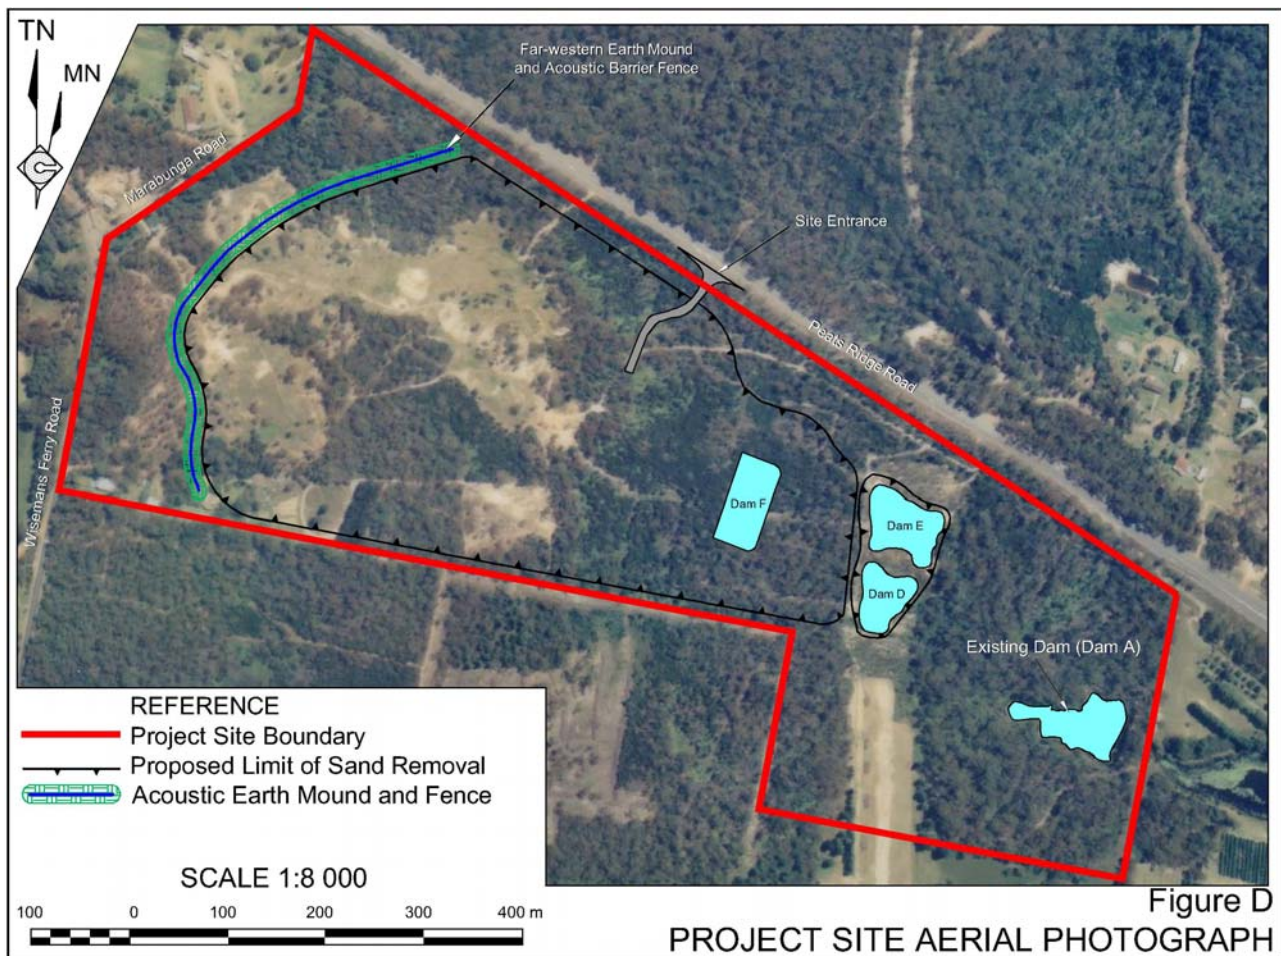 TN
MN
Far-western Earth Mound
and Acoustic Barrier Fence
Marabunga Road
Site Entrance
Peats Ridge Road
Wisemans Ferry Road
Dam F
Dam E
Dam D
Existing Dam (Dam A)
REFERENCE
Project Site Boundary
Proposed Limit of Sand Removal
Acoustic Earth Mound and Fence
SCALE 1:8 000
100 0 100 200 300 400 m
Figure D
PROJECT SITE AERIAL PHOTOGRAPH